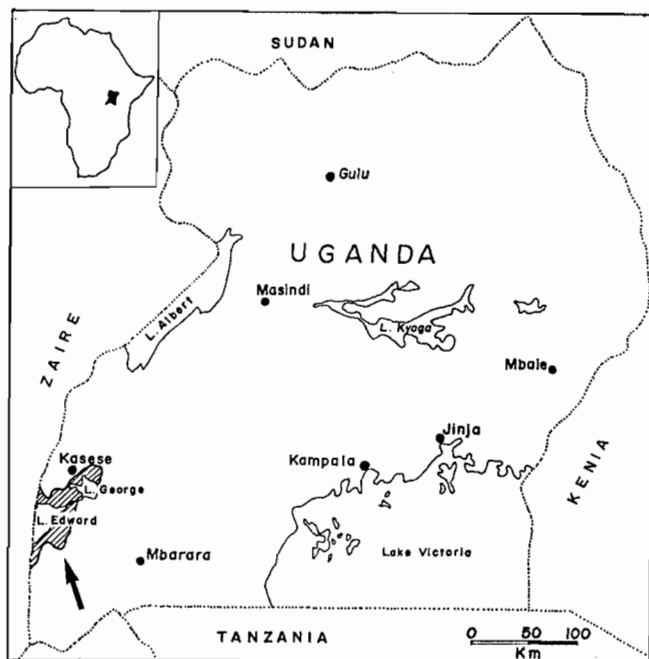 SUDAN
Gulu
UGANDA
Masindi
L. Albert
L. Kyoga
ZAIRE
Mbale
Jinja
Kasese
Kampala
L. George
KENIA
L. Edward
Lake Victoria
Mbarara
TANZANIA
0 50 100
Km